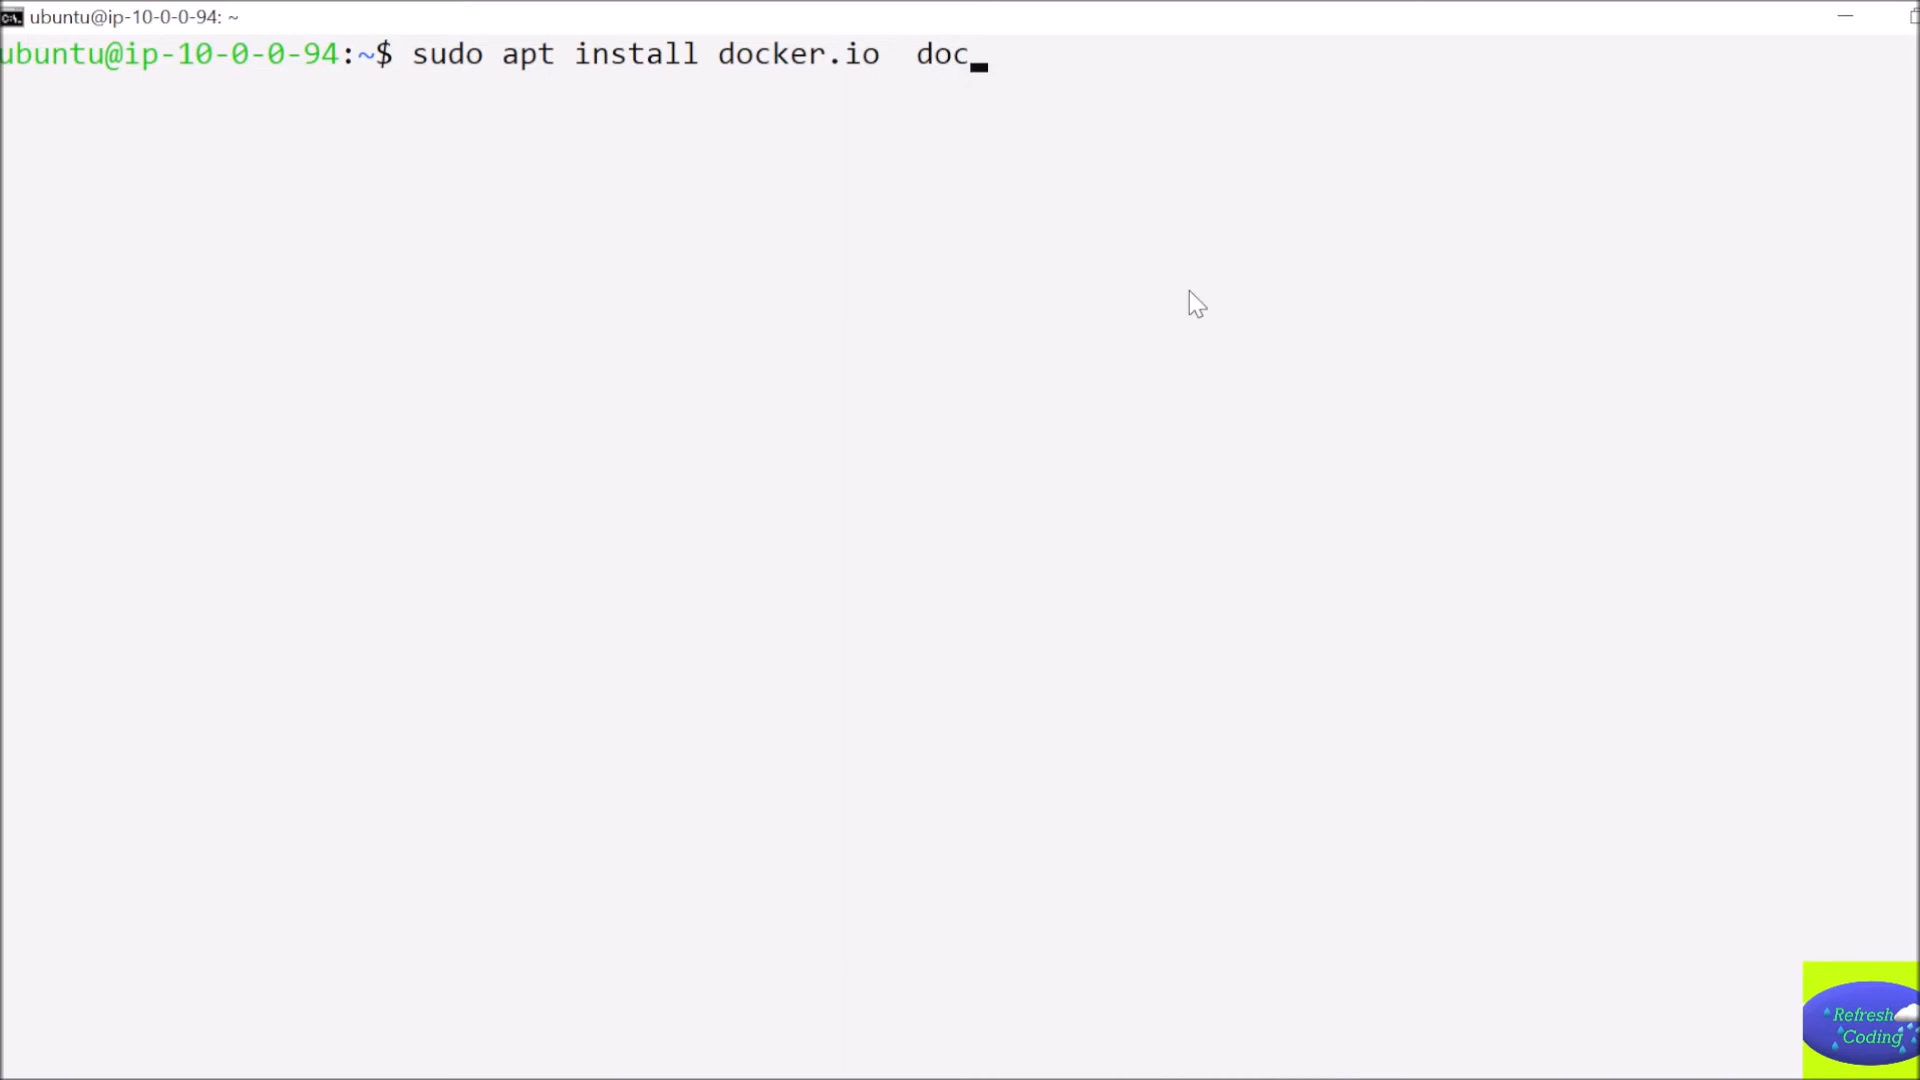 ubuntu@ip-10-0-0-94: ~
ubuntu@ip-10-0-0-94:~$ sudo apt install docker.io  doc
Refresh
Coding